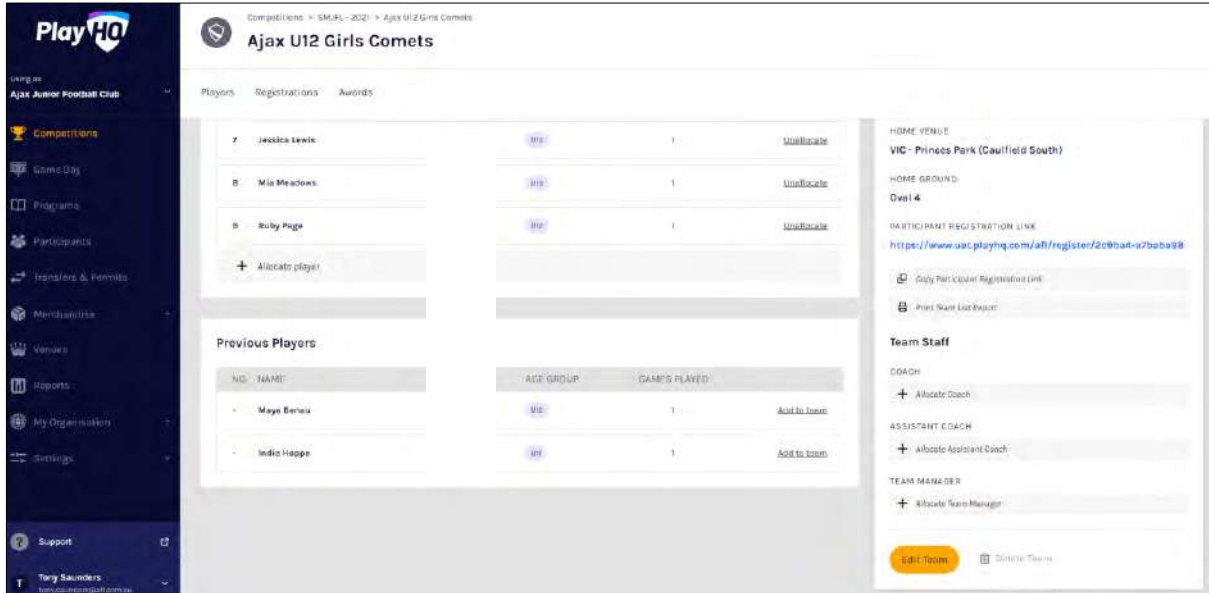 PlayHQ
Using as
Ajax Junior Football Club
Competitions
Game Day
Programs
Participants
Transfers & Permits
Merchandise
Venues
Reports
My Organisation
Settings
Support
T
Tony Saunders
Competitions > SMJFL - 2021 > Ajax U12 Girls Comets
Ajax U12 Girls Comets
Players Registrations Awards
7 Jessica Lewis U12 1 Unallocate
8 Mia Meadows U12 1 Unallocate
9 Ruby Page U12 1 Unallocate
+ Allocate player
Previous Players
NO. NAME AGE GROUP GAMES PLAYED
- Maya U12 1 Add to team
- India Hoppe 1 Add to team
HOME VENUE
VIC - Princes Park (Caulfield South)
HOME GROUND
Oval 4
PARTICIPANT REGISTRATION LINK
Copy Participant Registration Link
Print Team List Report
Team Staff
COACH
+ Allocate Coach
ASSISTANT COACH
+ Allocate Assistant Coach
TEAM MANAGER
+ Allocate Team Manager
Edit Team
Delete Team